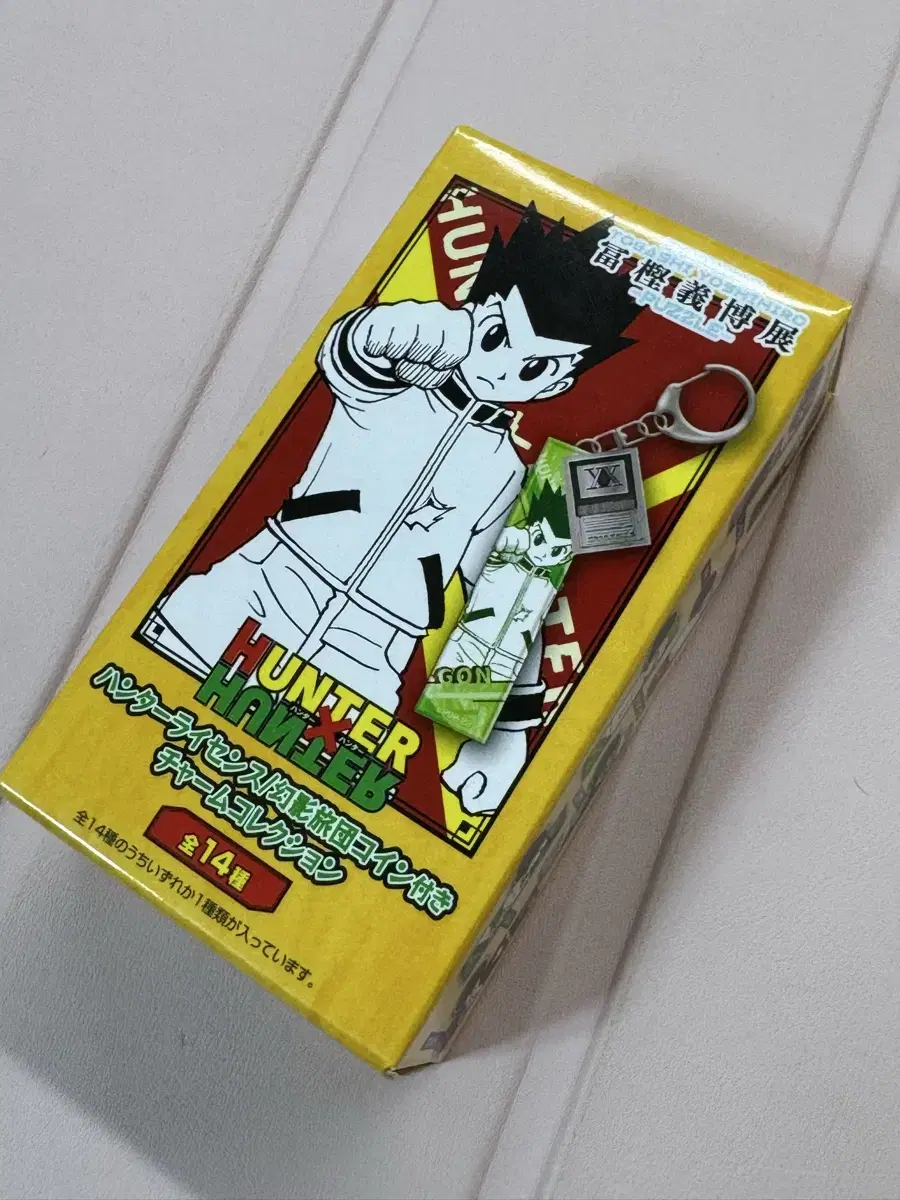 TOGASHI YOSHIHIRO
冨樫義博展
-PUZZLE-
HUN
TER
YX
GON
HUNTER
×
HUNTER
ハンター
ハンター
ハンターライセンス/幻影旅団コイン付き
チャームコレクション
全14種
全14種のうちいずれか1種類が入っています。